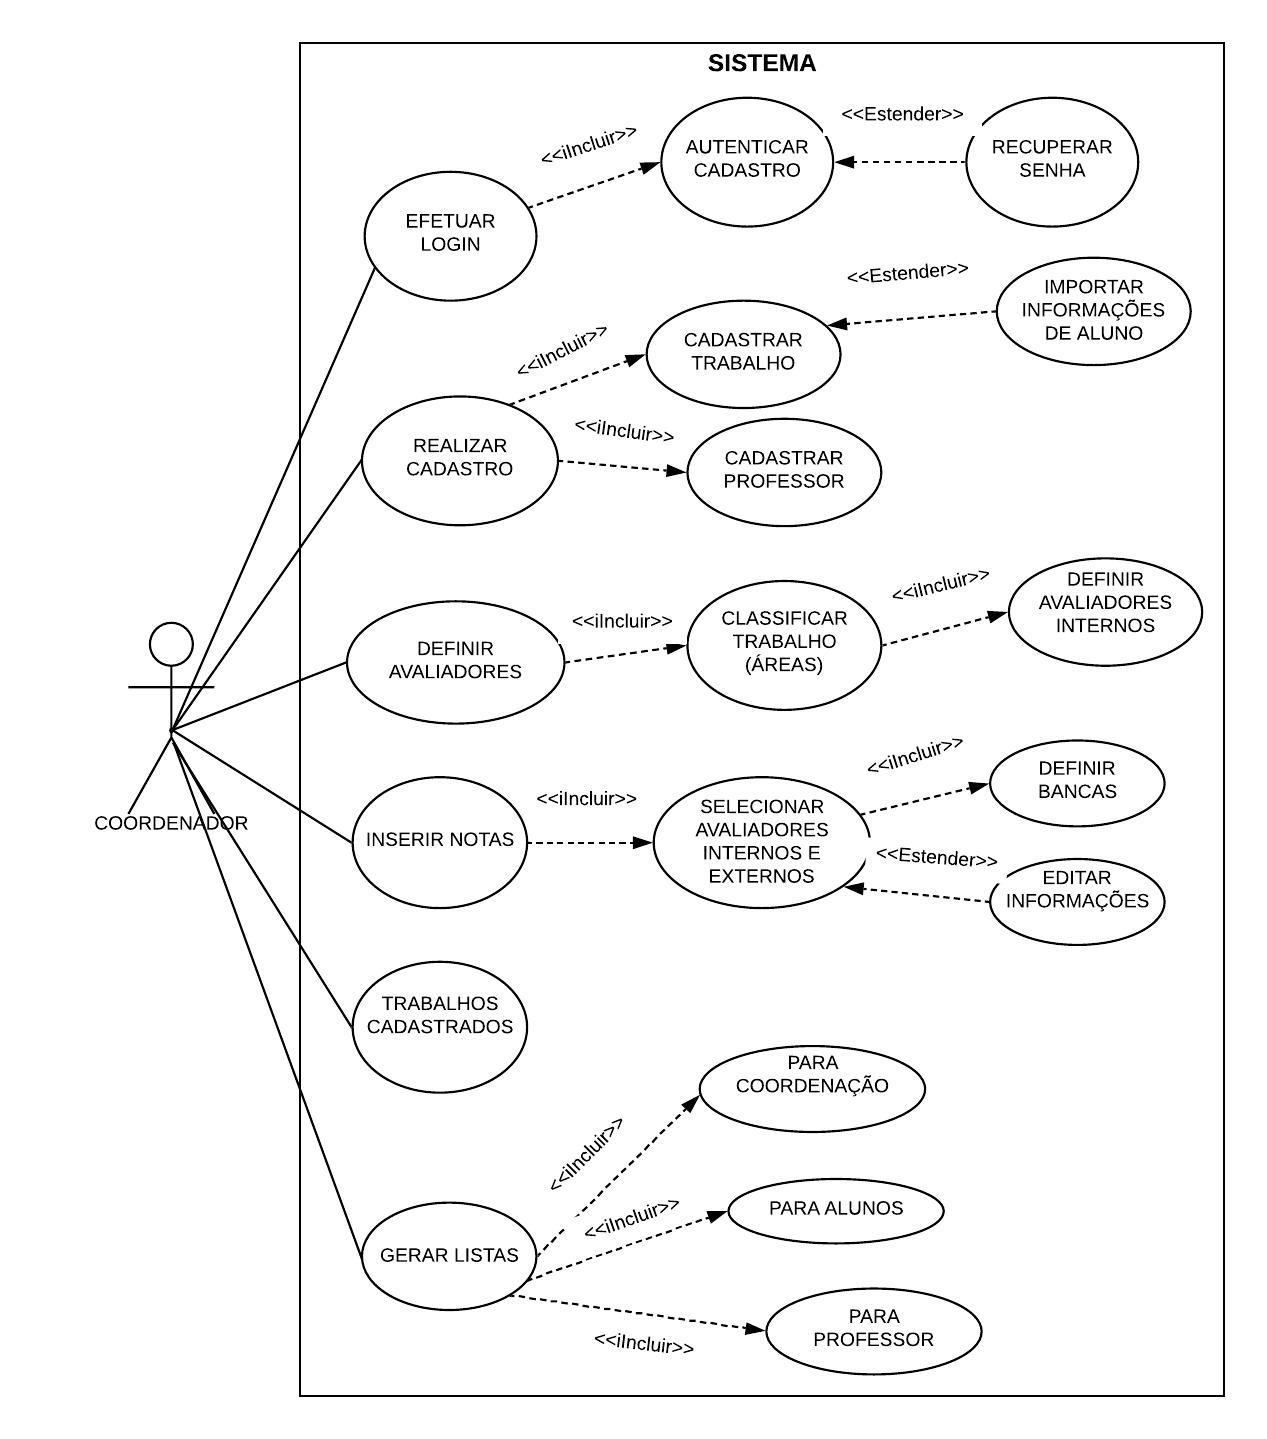 SISTEMA
<<iIncluir>>
AUTENTICAR
CADASTRO
<<Estender>>
RECUPERAR
SENHA
EFETUAR
LOGIN
<<iIncluir>>
CADASTRAR
TRABALHO
<<Estender>>
IMPORTAR
INFORMAÇÕES
DE ALUNO
REALIZAR
CADASTRO
<<iIncluir>>
CADASTRAR
PROFESSOR
DEFINIR
AVALIADORES
<<iIncluir>>
CLASSIFICAR
TRABALHO
(ÁREAS)
<<iIncluir>>
DEFINIR
AVALIADORES
INTERNOS
COORDENADOR
INSERIR NOTAS
<<iIncluir>>
SELECIONAR
AVALIADORES
INTERNOS E
EXTERNOS
<<iIncluir>>
DEFINIR
BANCAS
<<Estender>>
EDITAR
INFORMAÇÕES
TRABALHOS
CADASTRADOS
GERAR LISTAS
<<iIncluir>>
PARA
COORDENAÇÃO
<<iIncluir>>
PARA ALUNOS
<<iIncluir>>
PARA
PROFESSOR